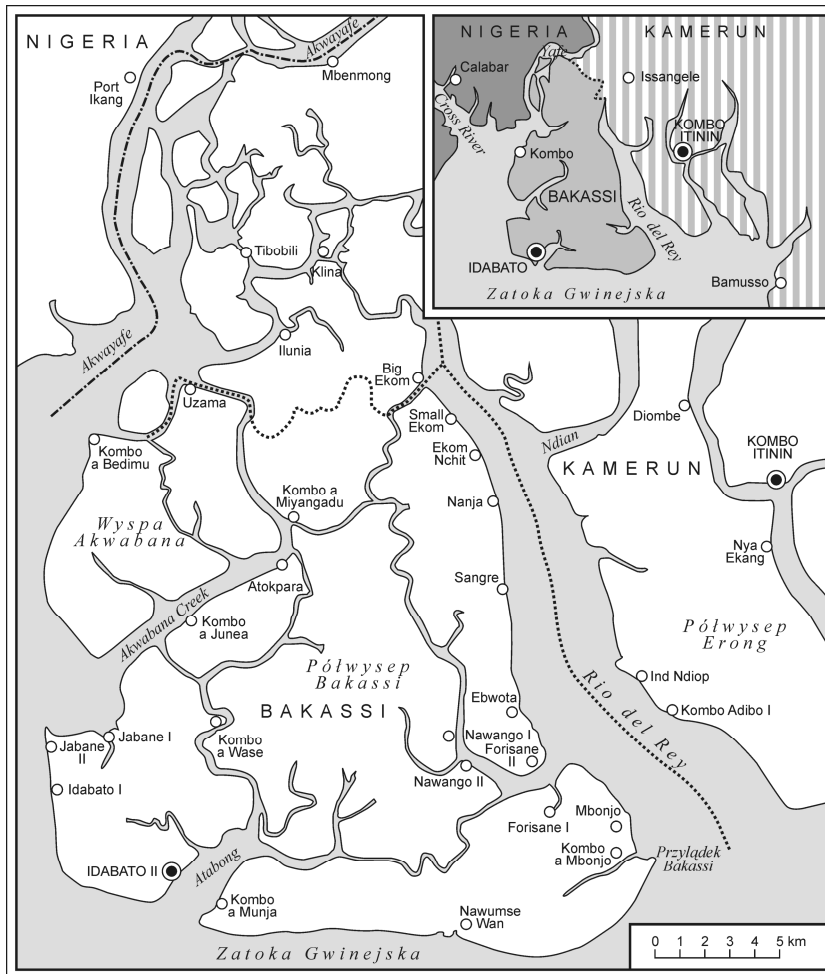 NIGERIA
Akwayafe
Port
Ikang
Mbenmong
Tibobili
Klina
Akwayafe
Ilunia
Big
Ekom
Uzama
Small
Ekom
Kombo
a Bedimu
Ekom
Nchit
Ndian
Diombe
KAMERUN
KOMBO
ITININ
Kombo a
Miyangadu
Nanja
Wyspa
Akwabana
Nya
Ekang
Atokpara
Sangre
Akwabana Creek
Kombo
a Junea
Półwysep
Erong
Półwysep
Bakassi
Rio del Rey
Ind Ndiop
BAKASSI
Ebwota
Kombo Adibo I
Jabane
II
Jabane I
Kombo
a Wase
Nawango I
Forisane
II
Nawango II
Idabato I
Forisane I
Mbonjo
Kombo
a Mbonjo
Przylądek
Bakassi
IDABATO II
Atabong
Kombo
a Munja
Nawumse
Wan
Zatoka Gwinejska
0 1 2 3 4 5 km
NIGERIA
KAMERUN
Yafe
Calabar
Issangele
Cross River
KOMBO
ITININ
Kombo
BAKASSI
Rio del Rey
IDABATO
Bamusso
Zatoka Gwinejska